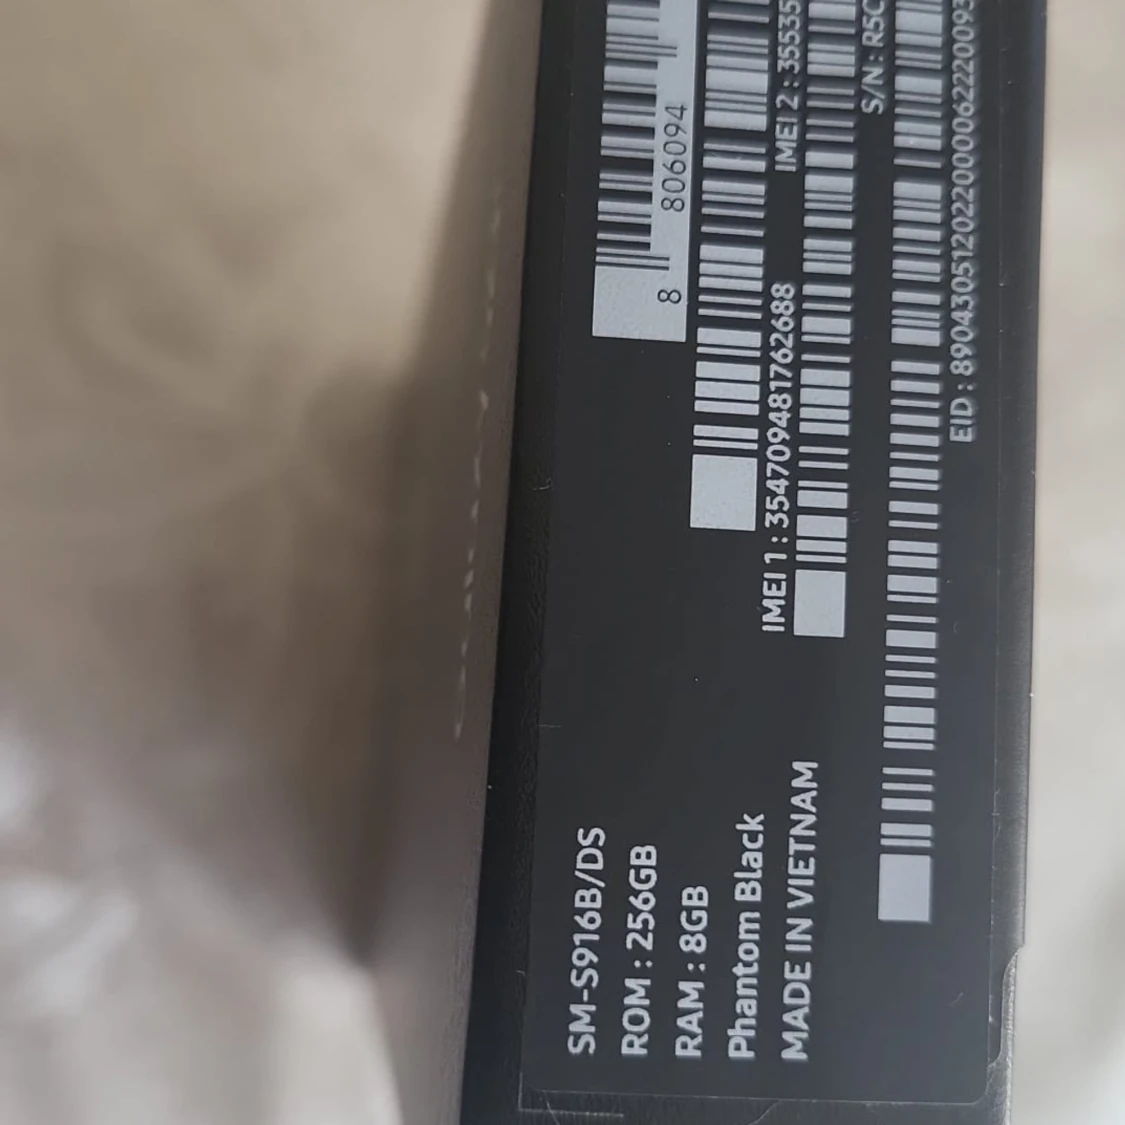 SM-S916B/DS
ROM : 256GB
RAM : 8GB
Phantom Black
MADE IN VIETNAM
8 806094
IMEI 1 : 354709481762688
IMEI 2 : 35535
S/N : R5C
EID : 890430512022000062220093